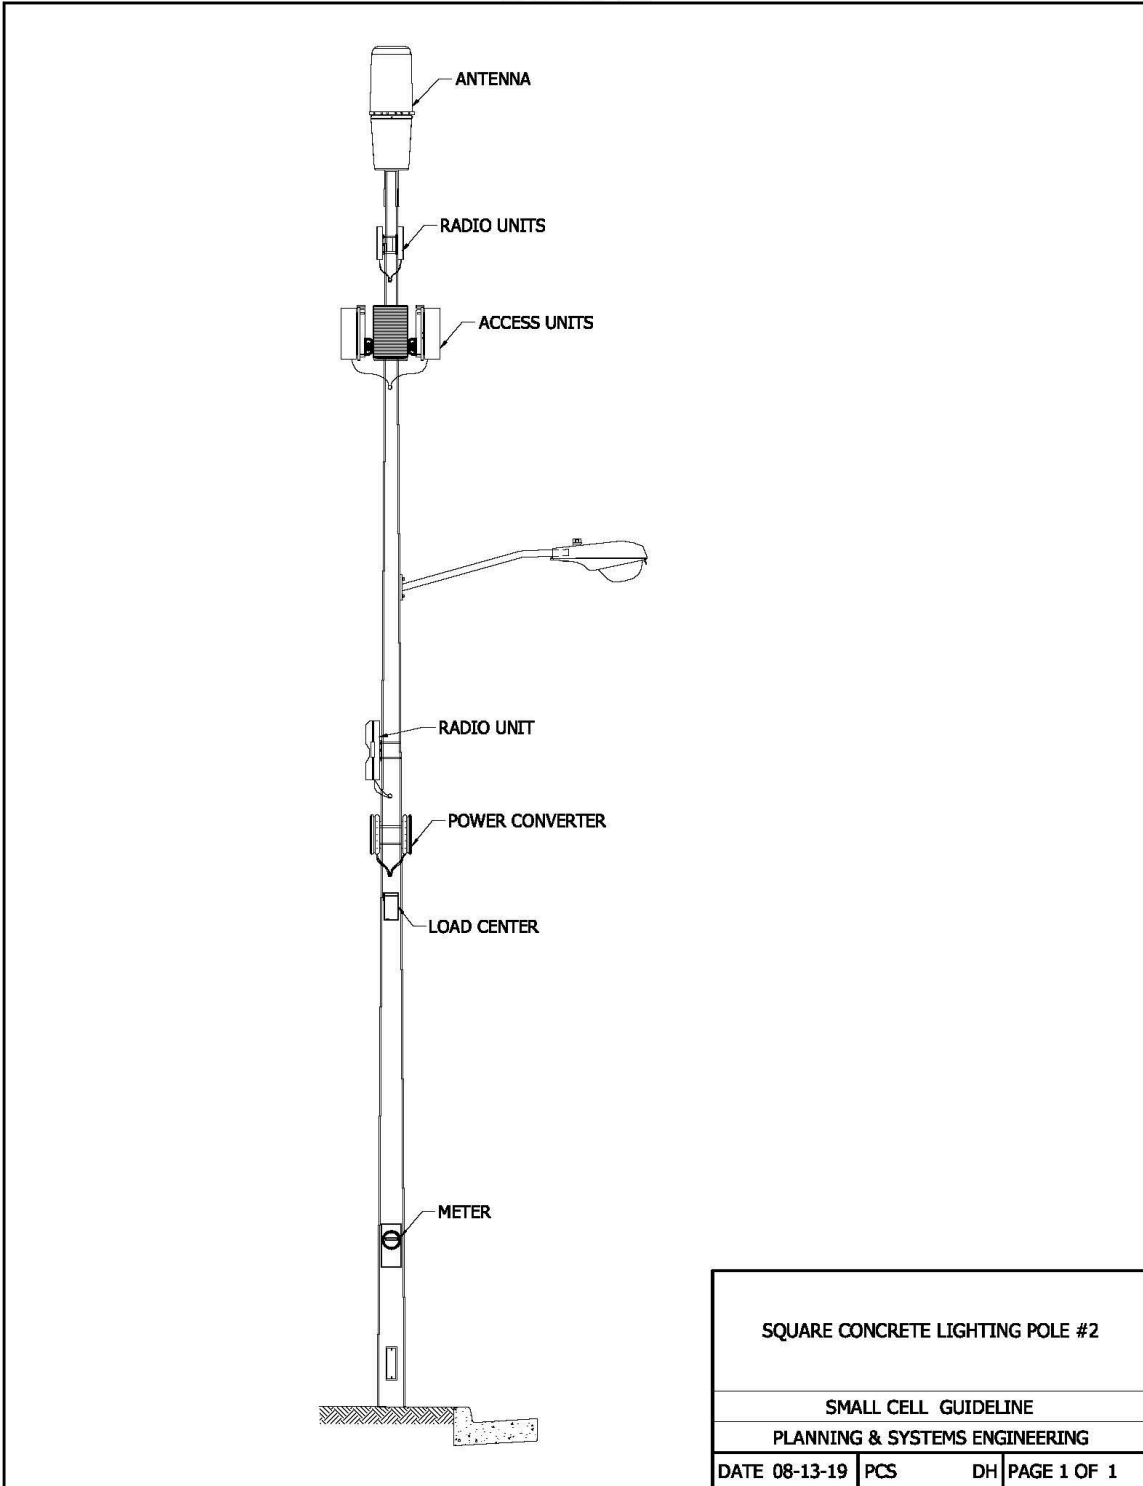 ANTENNA
RADIO UNITS
ACCESS UNITS
RADIO UNIT
POWER CONVERTER
LOAD CENTER
METER
SQUARE CONCRETE LIGHTING POLE #2
SMALL CELL GUIDELINE
PLANNING & SYSTEMS ENGINEERING
DATE 08-13-19 PCS DH PAGE 1 OF 1